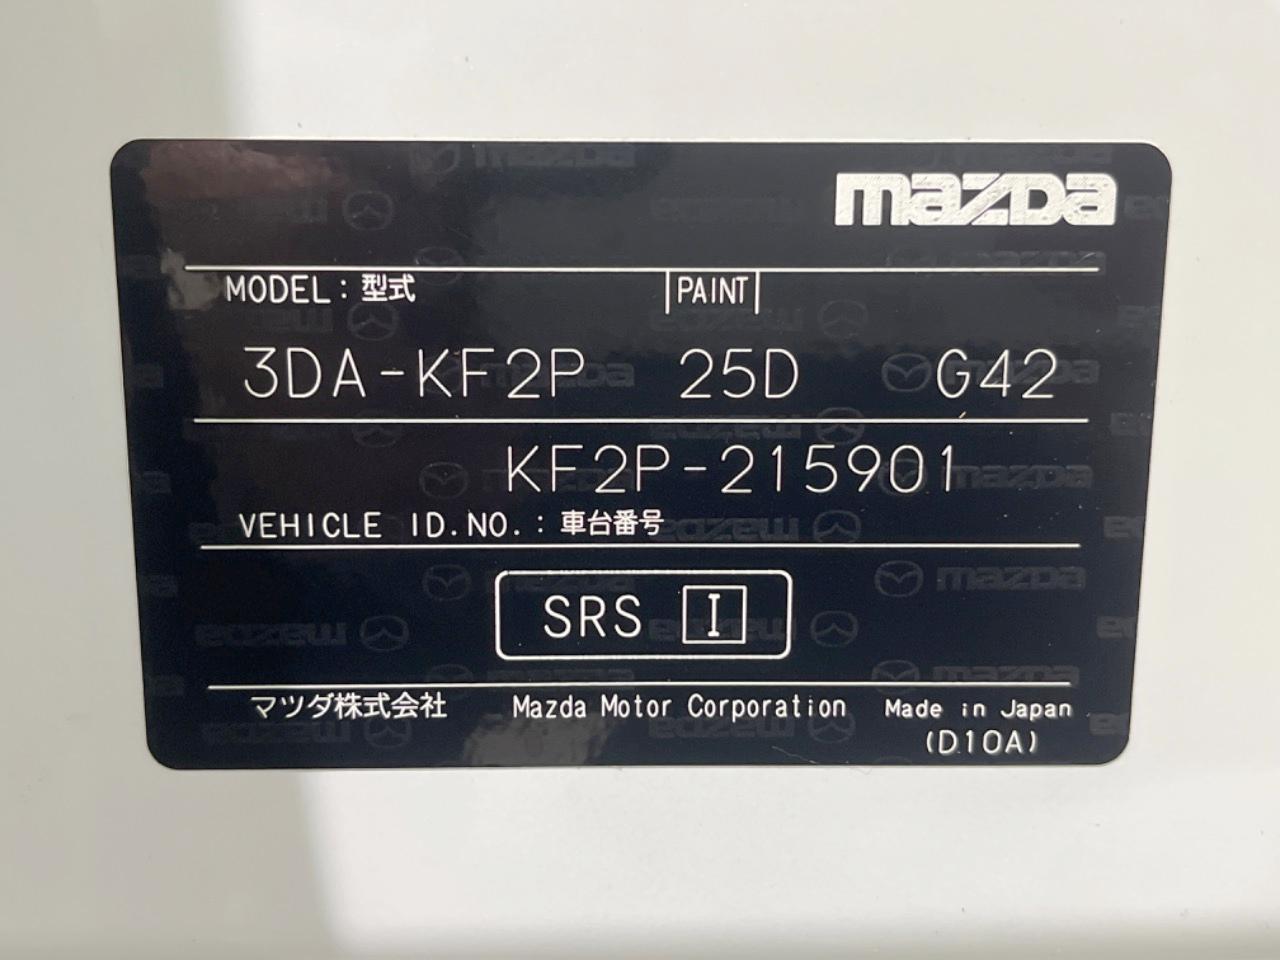 mazda
MODEL : 型式 PAINT
3DA-KF2P 25D G42
KF2P-215901
VEHICLE ID.NO. : 車台番号
SRS I
マツダ株式会社 Mazda Motor Corporation Made in Japan
(D10A)